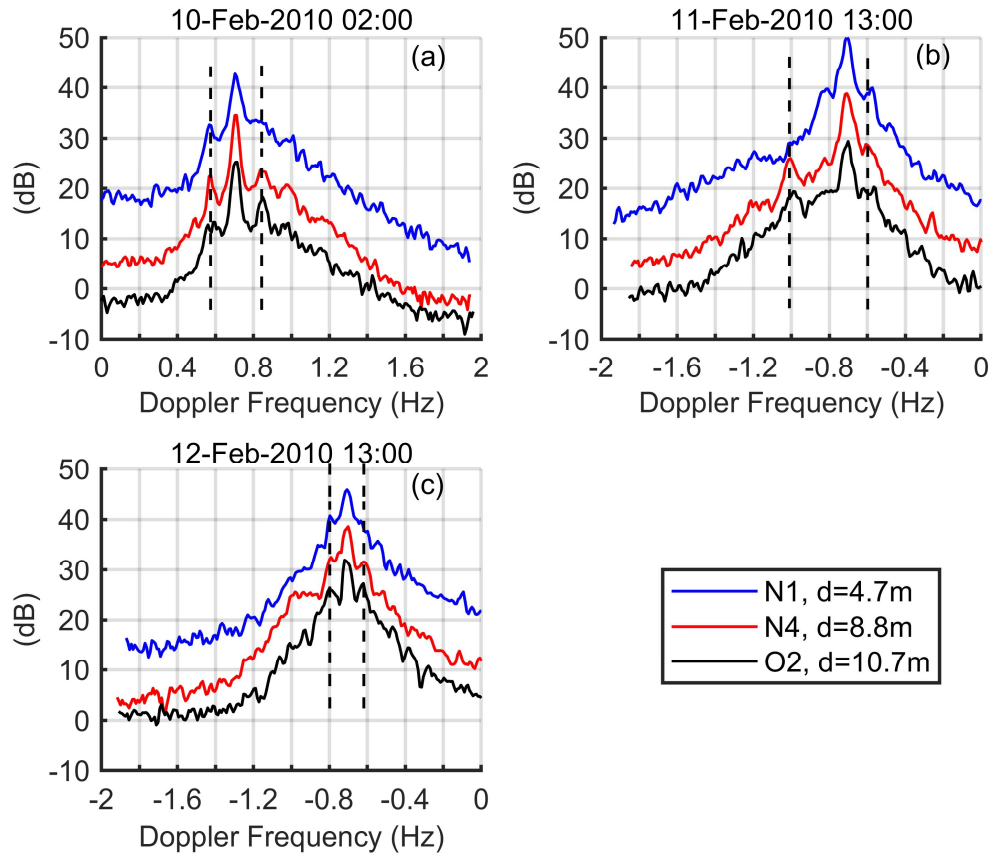 10-Feb-2010 02:00
(a)
50
40
30
20
10
0
-10
(dB)
0 0.4 0.8 1.2 1.6 2
Doppler Frequency (Hz)
11-Feb-2010 13:00
(b)
50
40
30
20
10
0
-10
(dB)
-2 -1.6 -1.2 -0.8 -0.4 0
Doppler Frequency (Hz)
12-Feb-2010 13:00
(c)
50
40
30
20
10
0
-10
(dB)
-2 -1.6 -1.2 -0.8 -0.4 0
Doppler Frequency (Hz)
N1, d=4.7m
N4, d=8.8m
O2, d=10.7m